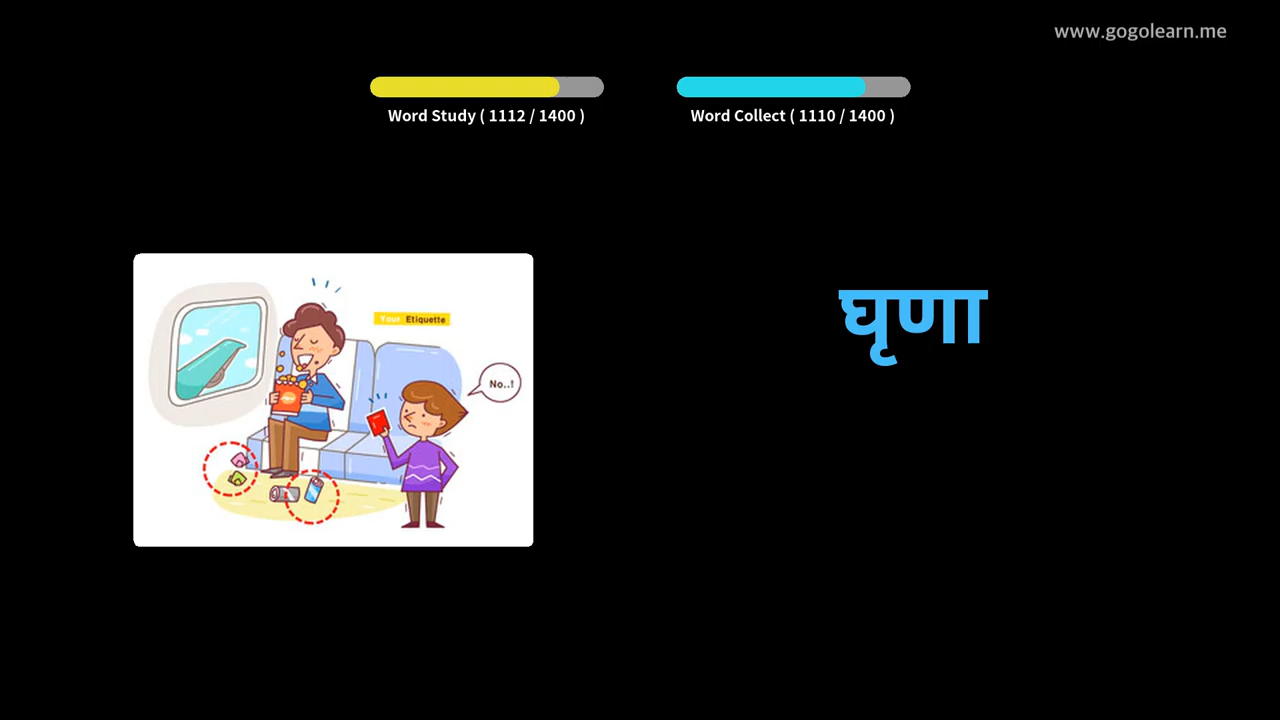 www.gogolearn.me
Word Study ( 1112 / 1400 )
Word Collect ( 1110 / 1400 )
Your Etiquette
No..!
घृणा